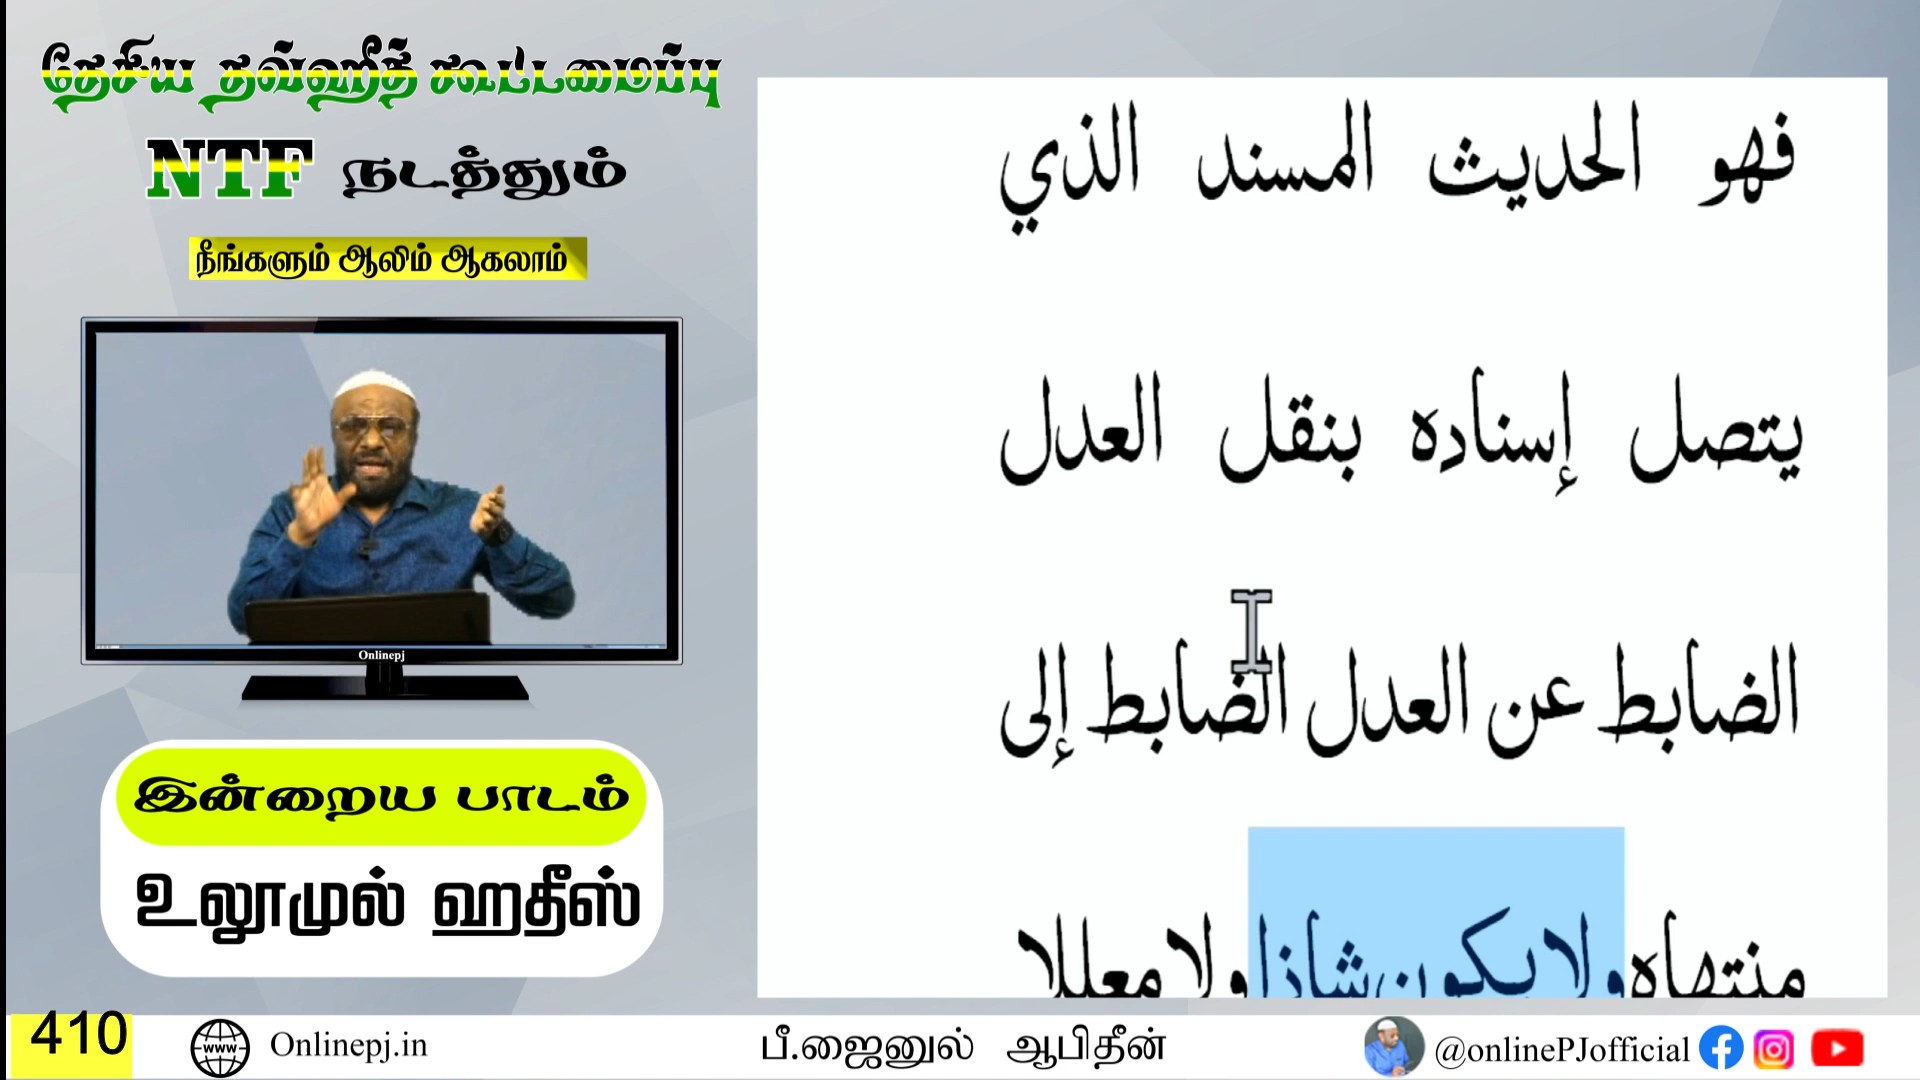 தேசிய தவ்ஹீத் கூட்டமைப்பு
NTF நடத்தும்
நீங்களும் ஆலிம் ஆகலாம்
Onlinepj
இன்றைய பாடம்
உலூமுல் ஹதீஸ்
فهو الحديث المسند الذي
يتصل إسناده بنقل العدل
الضابط عن العدل الضابط إلى
منتهاه ولا يكون شاذا ولا معللا
410
www
Onlinepj.in
பீ.ஜைனுல் ஆபிதீன்
@onlinePJofficial